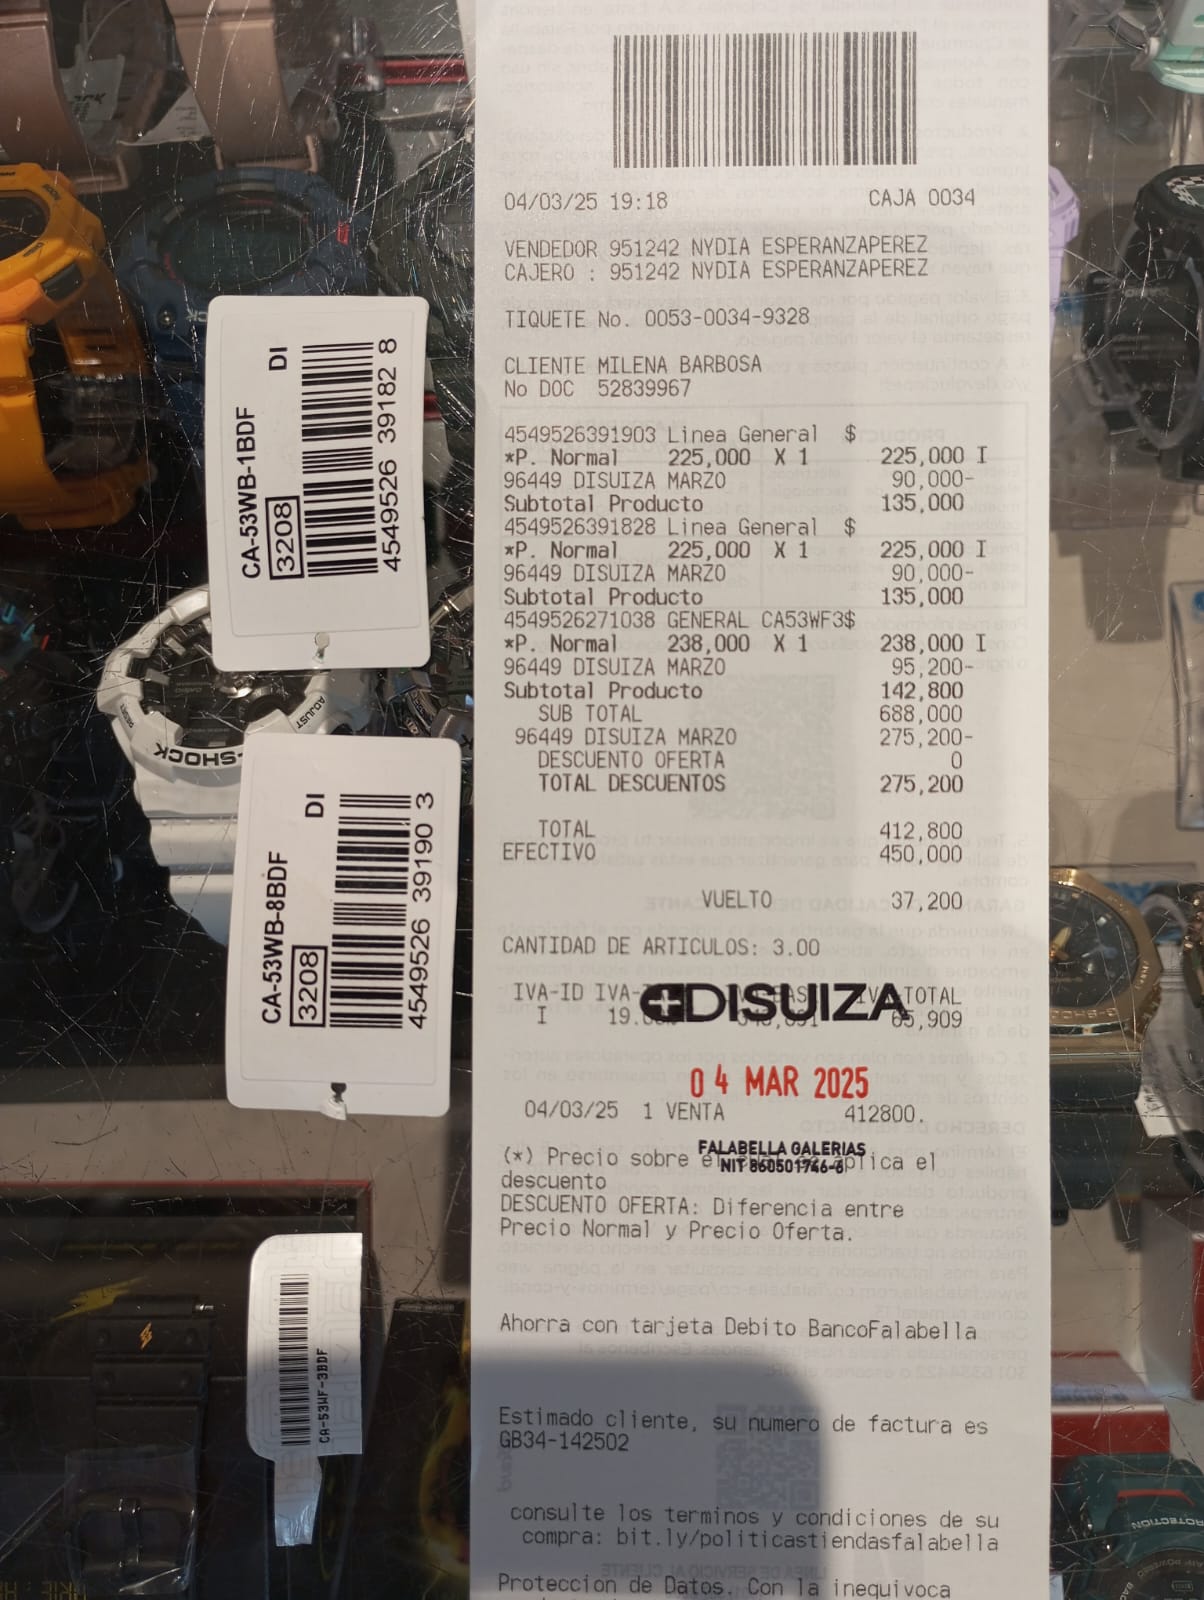 04/03/25 19:18 CAJA 0034
VENDEDOR 951242 NYDIA ESPERANZAPEREZ
CAJERO : 951242 NYDIA ESPERANZAPEREZ
TIQUETE No. 0053-0034-9328
CLIENTE MILENA BARBOSA
No DOC 52839967
4549526391903 Linea General $
*P. Normal 225,000 X 1 225,000 I
96449 DISUIZA MARZO 90,000-
Subtotal Producto 135,000
4549526391828 Linea General $
*P. Normal 225,000 X 1 225,000 I
96449 DISUIZA MARZO 90,000-
Subtotal Producto 135,000
4549526271038 GENERAL CA53WF3$
*P. Normal 238,000 X 1 238,000 I
96449 DISUIZA MARZO 95,200-
Subtotal Producto 142,800
SUB TOTAL 688,000
96449 DISUIZA MARZO 275,200-
DESCUENTO OFERTA 0
TOTAL DESCUENTOS 275,200
TOTAL 412,800
EFECTIVO 450,000
VUELTO 37,200
CANTIDAD DE ARTICULOS: 3.00
IVA-ID IVA-TOTAL
I 65,909
DISUIZA
04 MAR 2025
04/03/25 1 VENTA 412800.
FALABELLA GALERIAS
NIT 860501746-6
(*) Precio sobre el aplica el
descuento
DESCUENTO OFERTA: Diferencia entre
Precio Normal y Precio Oferta.
Ahorra con tarjeta Debito BancoFalabella
Estimado cliente, su numero de factura es
GB34-142502
consulte los terminos y condiciones de su
compra: bit.ly/politicastiendasfalabella
Proteccion de Datos. Con la inequivoca
CA-53WB-1BDF DI
3208
4549526 39182 8
CA-53WB-8BDF DI
3208
4549526 39190 3
CA-53WF-3BDF
G-SHOCK
ADJUST